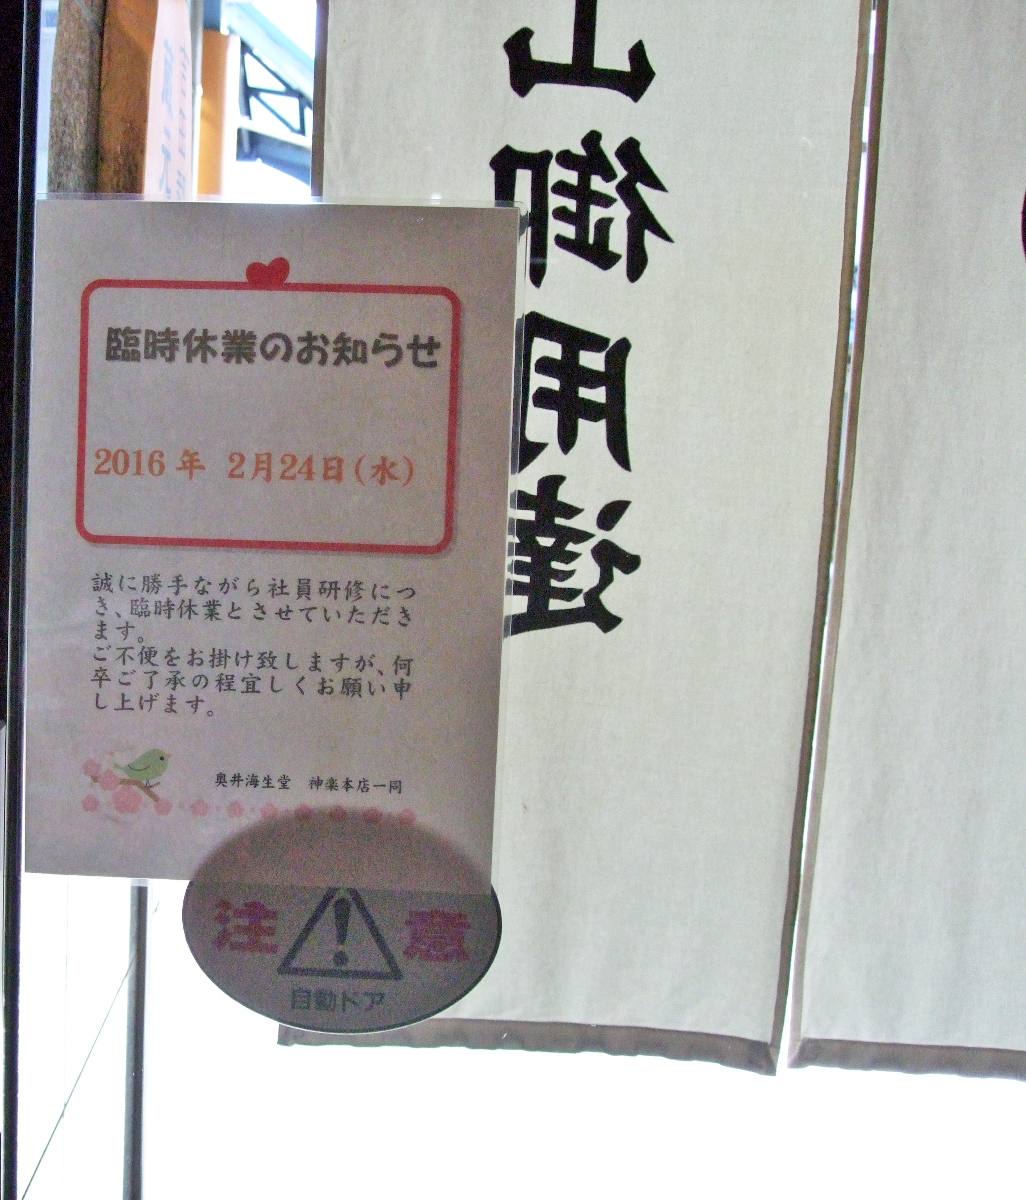 臨時休業のお知らせ
2016 年 2月24日(水)
誠に勝手ながら社員研修につ
き、臨時休業とさせていただき
ます。
ご不便をお掛け致しますが、何
卒ご了承の程宜しくお願い申
し上げます。
奥井海生堂 神楽本店一同
注 意
自動ドア
山御用達